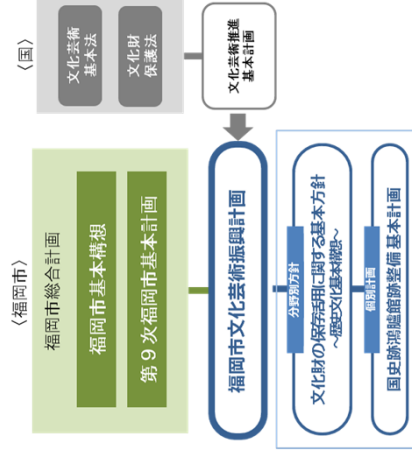 〈福岡市〉
福岡市総合計画
福岡市基本構想
第9次福岡市基本計画
〈国〉
文化芸術
基本法
文化財
保護法
文化芸術推進
基本計画
福岡市文化芸術振興計画
分野別方針
文化財の保存活用に関する基本方針
～歴史文化基本構想～
個別計画
国史跡鴻臚館跡整備基本計画